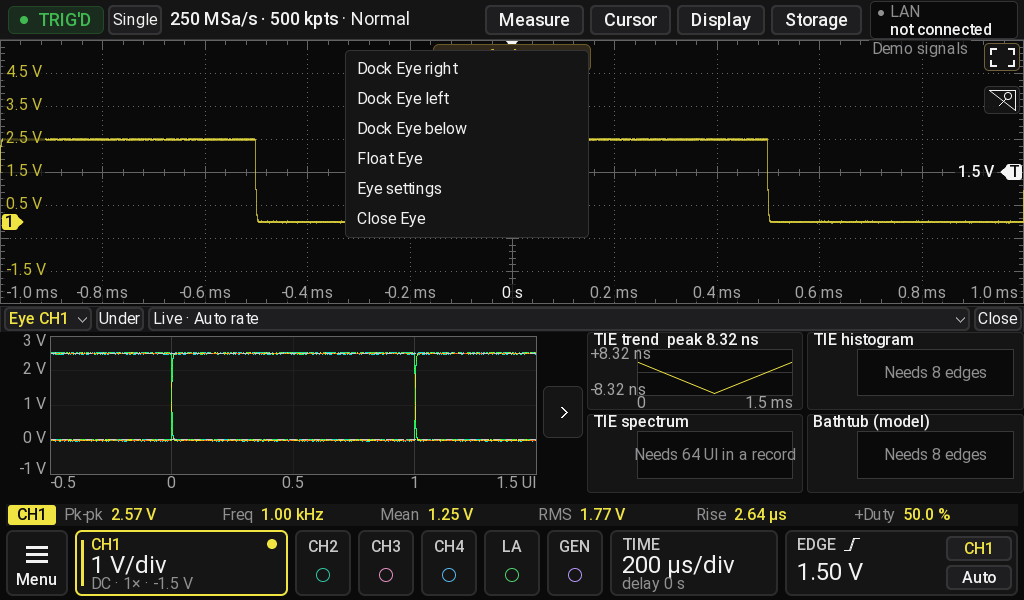 TRIG'D Single 250 MSa/s · 500 kpts · Normal Measure Cursor Display Storage LAN
not connected
Demo signals
4.5 V
3.5 V
2.5 V
1.5 V
0.5 V
1
-1.5 V
1.5 V T
Dock Eye right
Dock Eye left
Dock Eye below
Float Eye
Eye settings
Close Eye
-1.0 ms -0.8 ms -0.6 ms -0.4 ms -0.2 ms 0 s 0.2 ms 0.4 ms 0.6 ms 0.8 ms 1.0 ms
Eye CH1 Under Live · Auto rate Close
3 V
2 V
1 V
0 V
-1 V
-0.5 0 0.5 1 1.5 UI
TIE trend peak 8.32 ns
+8.32 ns
-8.32 ns
0 1.5 ms
TIE histogram
Needs 8 edges
TIE spectrum
Needs 64 UI in a record
Bathtub (model)
Needs 8 edges
CH1 Pk-pk 2.57 V Freq 1.00 kHz Mean 1.25 V RMS 1.77 V Rise 2.64 µs +Duty 50.0 %
Menu
CH1
1 V/div
DC · 1× · -1.5 V
CH2 CH3 CH4 LA GEN
TIME
200 µs/div
delay 0 s
EDGE
1.50 V
CH1
Auto